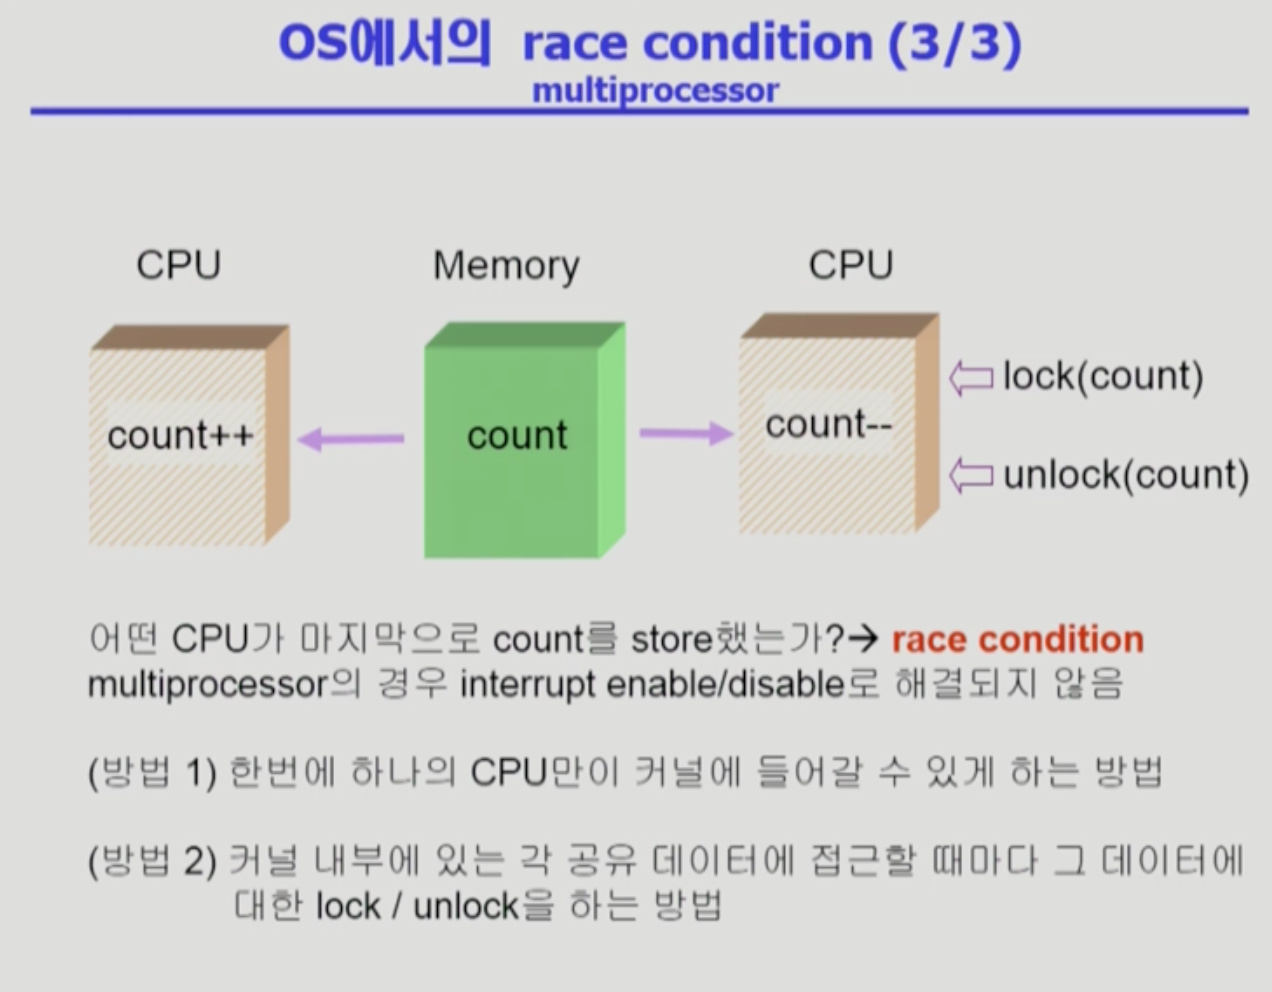 OS에서의 race condition (3/3)
multiprocessor
CPU
Memory
CPU
count++
count
count--
lock(count)
unlock(count)
어떤 CPU가 마지막으로 count를 store했는가?→ race condition
multiprocessor의 경우 interrupt enable/disable로 해결되지 않음
(방법 1) 한번에 하나의 CPU만이 커널에 들어갈 수 있게 하는 방법
(방법 2) 커널 내부에 있는 각 공유 데이터에 접근할 때마다 그 데이터에
대한 lock / unlock을 하는 방법